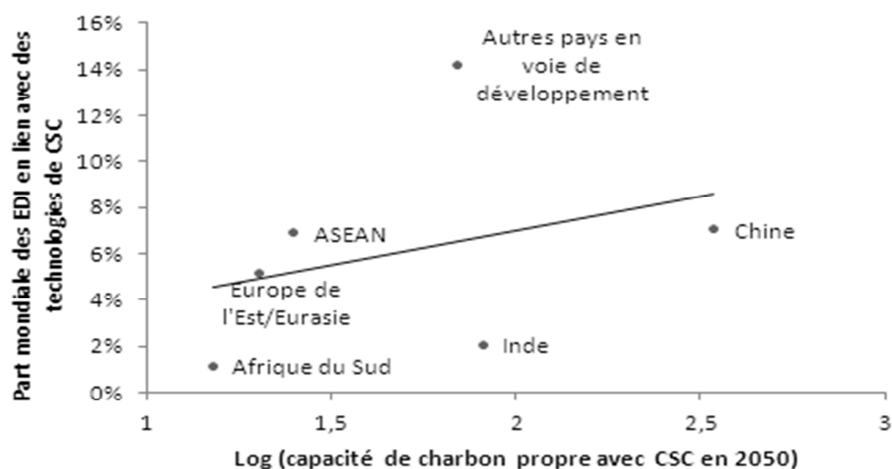 Part mondiale des EDI en lien avec des
technologies de CSC
16%
14%
12%
10%
8%
6%
4%
2%
0%
Autres pays en
voie de
développement
ASEAN
Chine
Europe de
l'Est/Eurasie
Inde
Afrique du Sud
1
1,5
2
2,5
3
Log (capacité de charbon propre avec CSC en 2050)